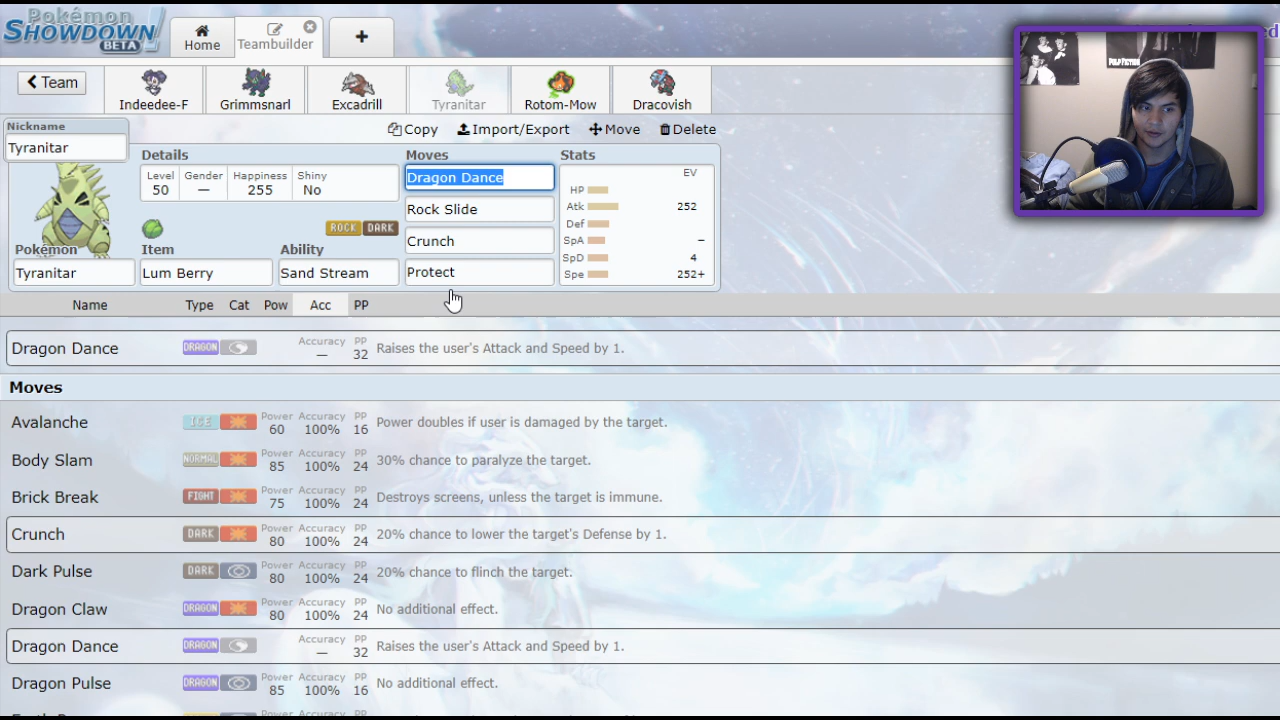 Pokémon
SHOWDOWN!
BETA
Home
Teambuilder
+
ed
PULP FICTION
Team
Indeedee-F
Grimmsnarl
Excadrill
Tyranitar
Rotom-Mow
Dracovish
Copy Import/Export Move Delete
Nickname
Tyranitar
Details
Level Gender Happiness Shiny
50 — 255 No
ROCK DARK
Pokémon Item Ability
Tyranitar Lum Berry Sand Stream
Moves
Dragon Dance
Rock Slide
Crunch
Protect
Stats
EV
HP
Atk 252
Def
SpA –
SpD 4
Spe 252+
Name Type Cat Pow Acc PP
Dragon Dance DRAGON Accuracy — PP 32 Raises the user's Attack and Speed by 1.
Moves
Avalanche ICE Power 60 Accuracy 100% PP 16 Power doubles if user is damaged by the target.
Body Slam NORMAL Power 85 Accuracy 100% PP 24 30% chance to paralyze the target.
Brick Break FIGHT Power 75 Accuracy 100% PP 24 Destroys screens, unless the target is immune.
Crunch DARK Power 80 Accuracy 100% PP 24 20% chance to lower the target's Defense by 1.
Dark Pulse DARK Power 80 Accuracy 100% PP 24 20% chance to flinch the target.
Dragon Claw DRAGON Power 80 Accuracy 100% PP 24 No additional effect.
Dragon Dance DRAGON Accuracy — PP 32 Raises the user's Attack and Speed by 1.
Dragon Pulse DRAGON Power 85 Accuracy 100% PP 16 No additional effect.